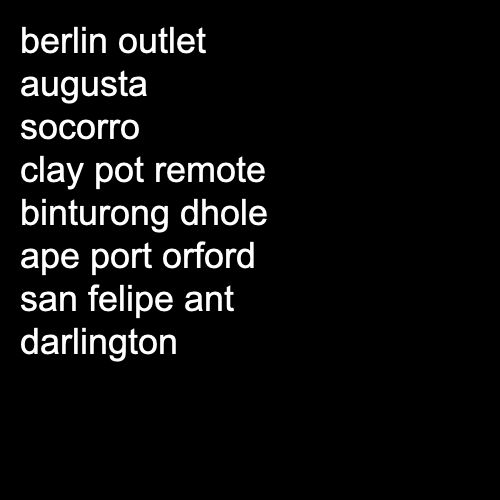 berlin outlet
augusta
socorro
clay pot remote
binturong dhole
ape port orford
san felipe ant
darlington